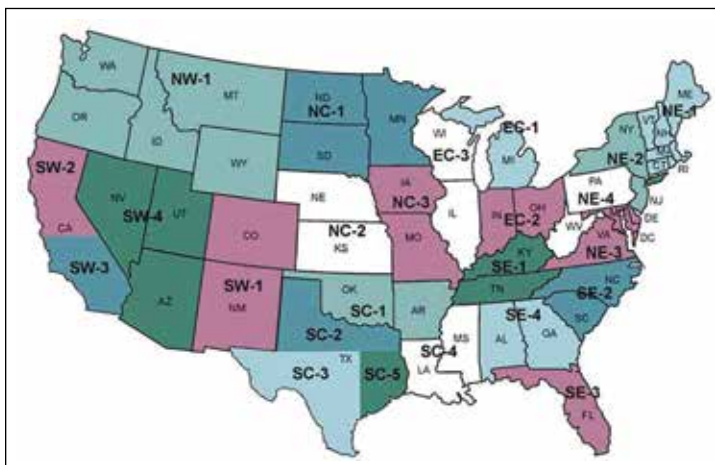 WA
NW-1
MT
ND
NC-1
MN
ME
VT
NH
NE-1
OR
ID
WY
SD
WI
EC-3
EC-1
MI
NY
NE-2
MA
CT
RI
SW-2
NV
SW-4
UT
NE
IA
NC-3
PA
NE-4
NJ
IL
IN
OH
EC-2
WV
MD
DE
DC
CA
CO
NC-2
KS
MO
KY
VA
NE-3
SW-3
SE-1
SW-1
NM
AZ
OK
SC-1
AR
TN
NC
SE-2
SC
SC-2
SE-4
TX
SC-3
SC-5
SC-4
MS
LA
AL
GA
SE-3
FL